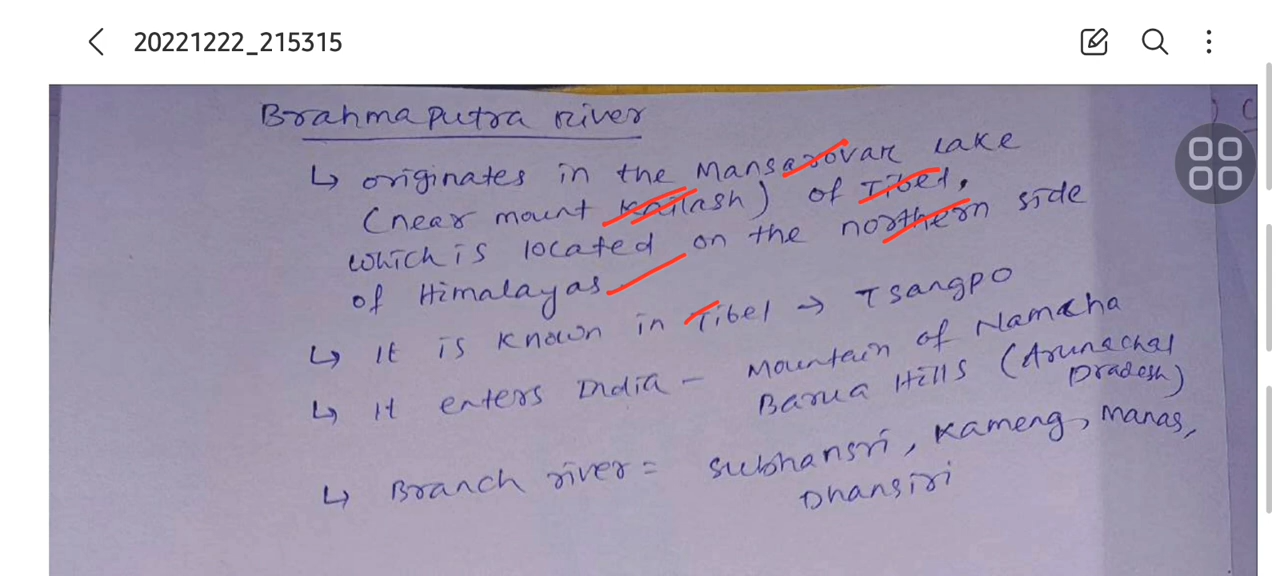 20221222_215315
BrahmaPutra river
↳ originates in the Mansarovar Lake
(near mount Kailash) of Tibet,
which is located on the northern side
of Himalayas
↳ It is known in Tibet → Tsangpo
↳ It enters India - Mountain of Namcha
Barua Hills (Arunachal
Pradesh)
↳ Branch river = Subhansri, Kameng, Manas,
Dhansiri